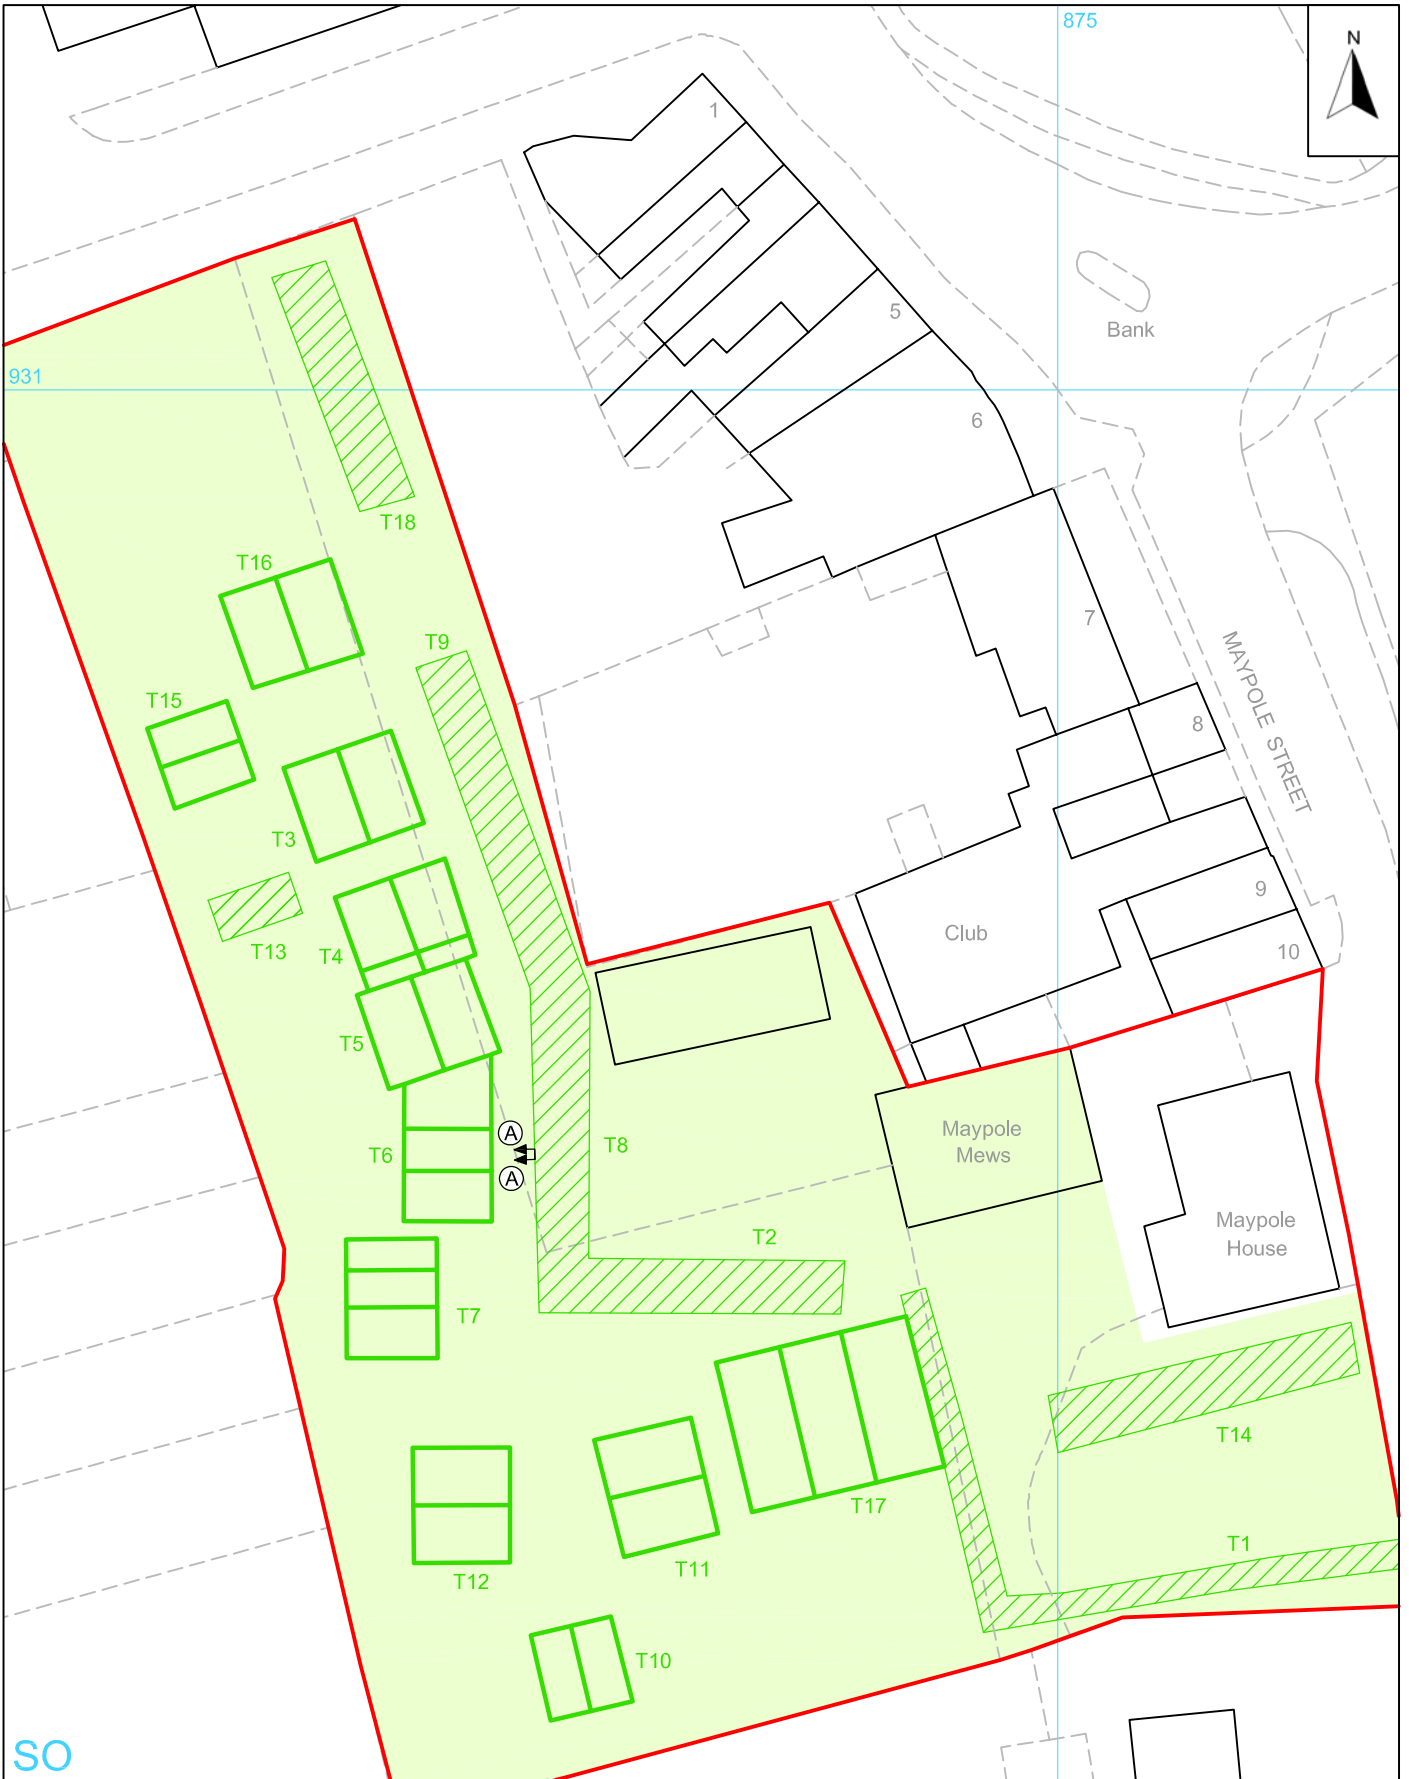 875
N
1
5
Bank
931
6
T18
T16
7
T9
MAYPOLE STREET
T15
8
T3
9
Club
T13
T4
10
T5
A
Maypole
Mews
T8
T6
A
Maypole
House
T2
T7
T14
T17
T1
T11
T12
T10
SO